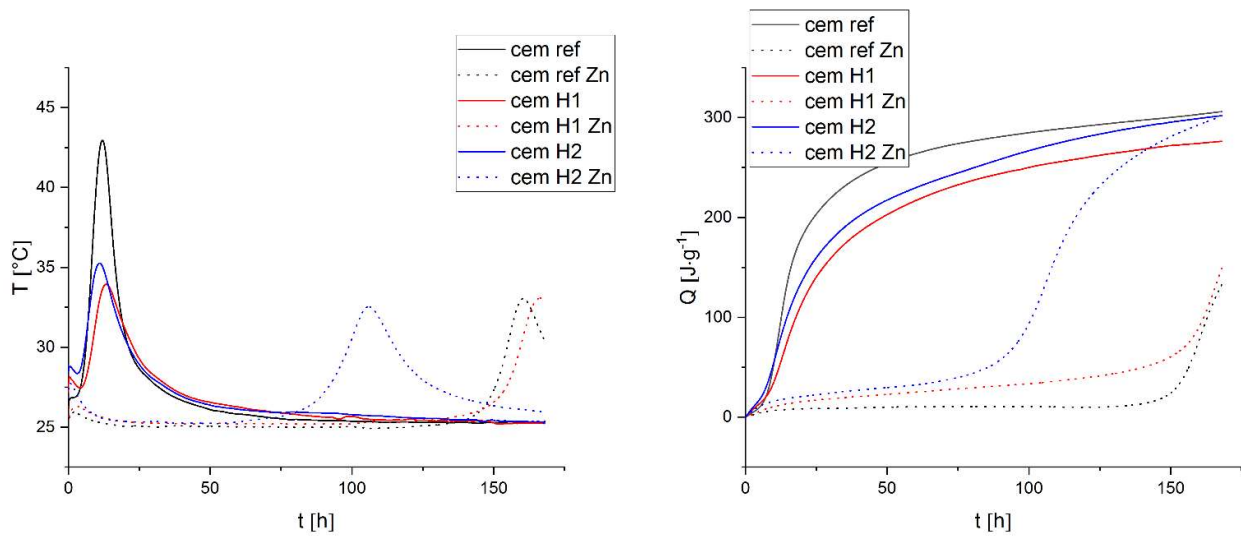 cem ref
cem ref Zn
cem H1
cem H1 Zn
cem H2
cem H2 Zn
45
40
35
30
25
T [°C]
0
50
100
150
t [h]
cem ref
cem ref Zn
cem H1
cem H1 Zn
cem H2
cem H2 Zn
300
200
100
0
Q [J·g⁻¹]
0
50
100
150
t [h]